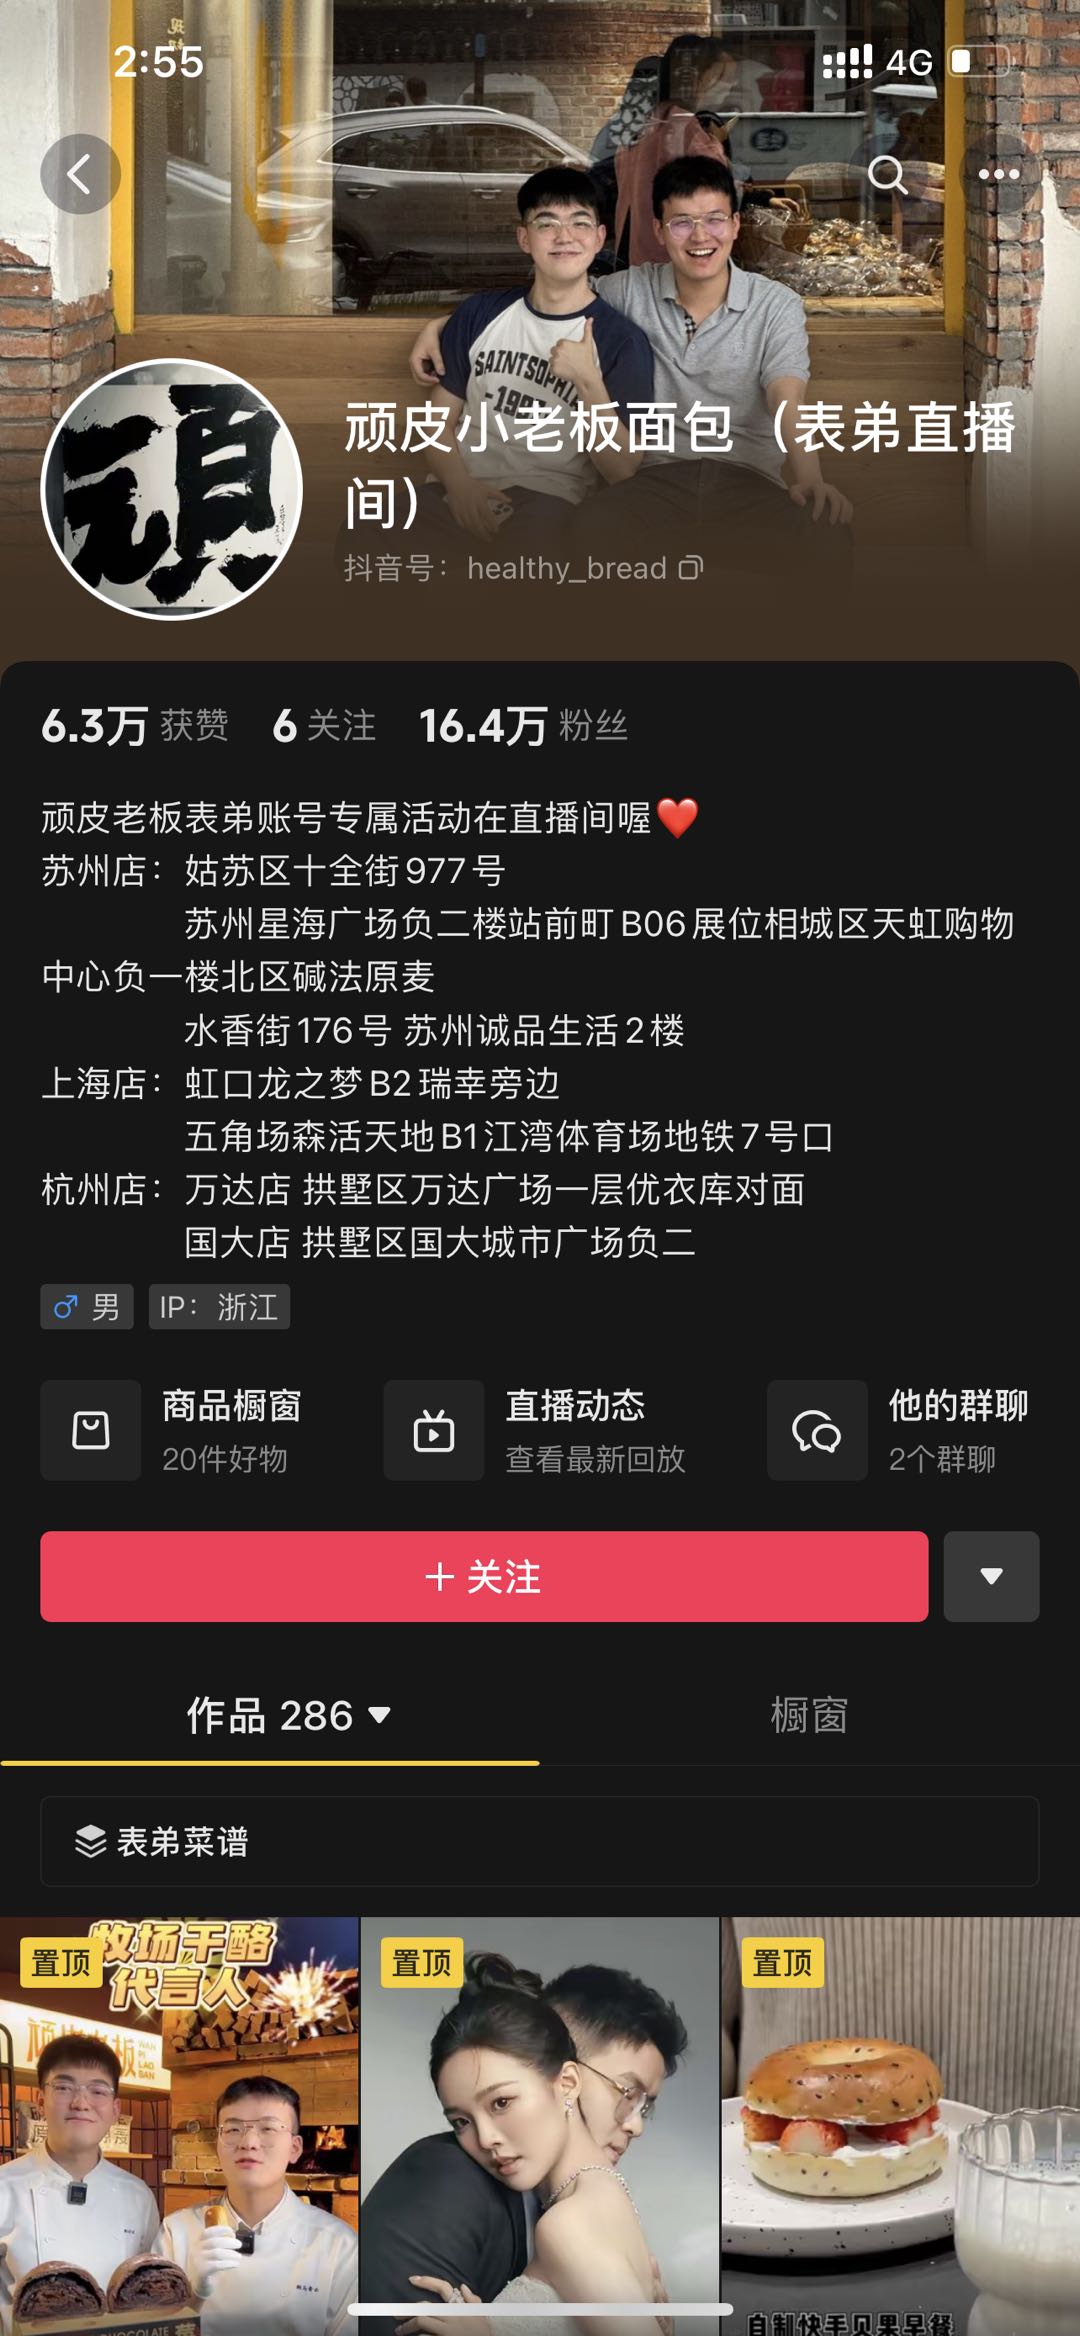 2:55
4G
SAINTSOPHI
顽
顽皮小老板面包（表弟直播
间）
抖音号：healthy_bread
6.3万 获赞 6 关注 16.4万 粉丝
顽皮老板表弟账号专属活动在直播间喔❤️
苏州店：姑苏区十全街977号
苏州星海广场负二楼站前町B06展位相城区天虹购物
中心负一楼北区碱法原麦
水香街176号 苏州诚品生活2楼
上海店：虹口龙之梦B2瑞幸旁边
五角场森活天地B1江湾体育场地铁7号口
杭州店：万达店 拱墅区万达广场一层优衣库对面
国大店 拱墅区国大城市广场负二
♂ 男 IP：浙江
商品橱窗 直播动态 他的群聊
20件好物 查看最新回放 2个群聊
+ 关注
作品 286 橱窗
表弟菜谱
置顶 牧场干酪
代言人
WAN
PI
LAO
BAN
CHOCOLATE
置顶
置顶
自制快手贝果早餐